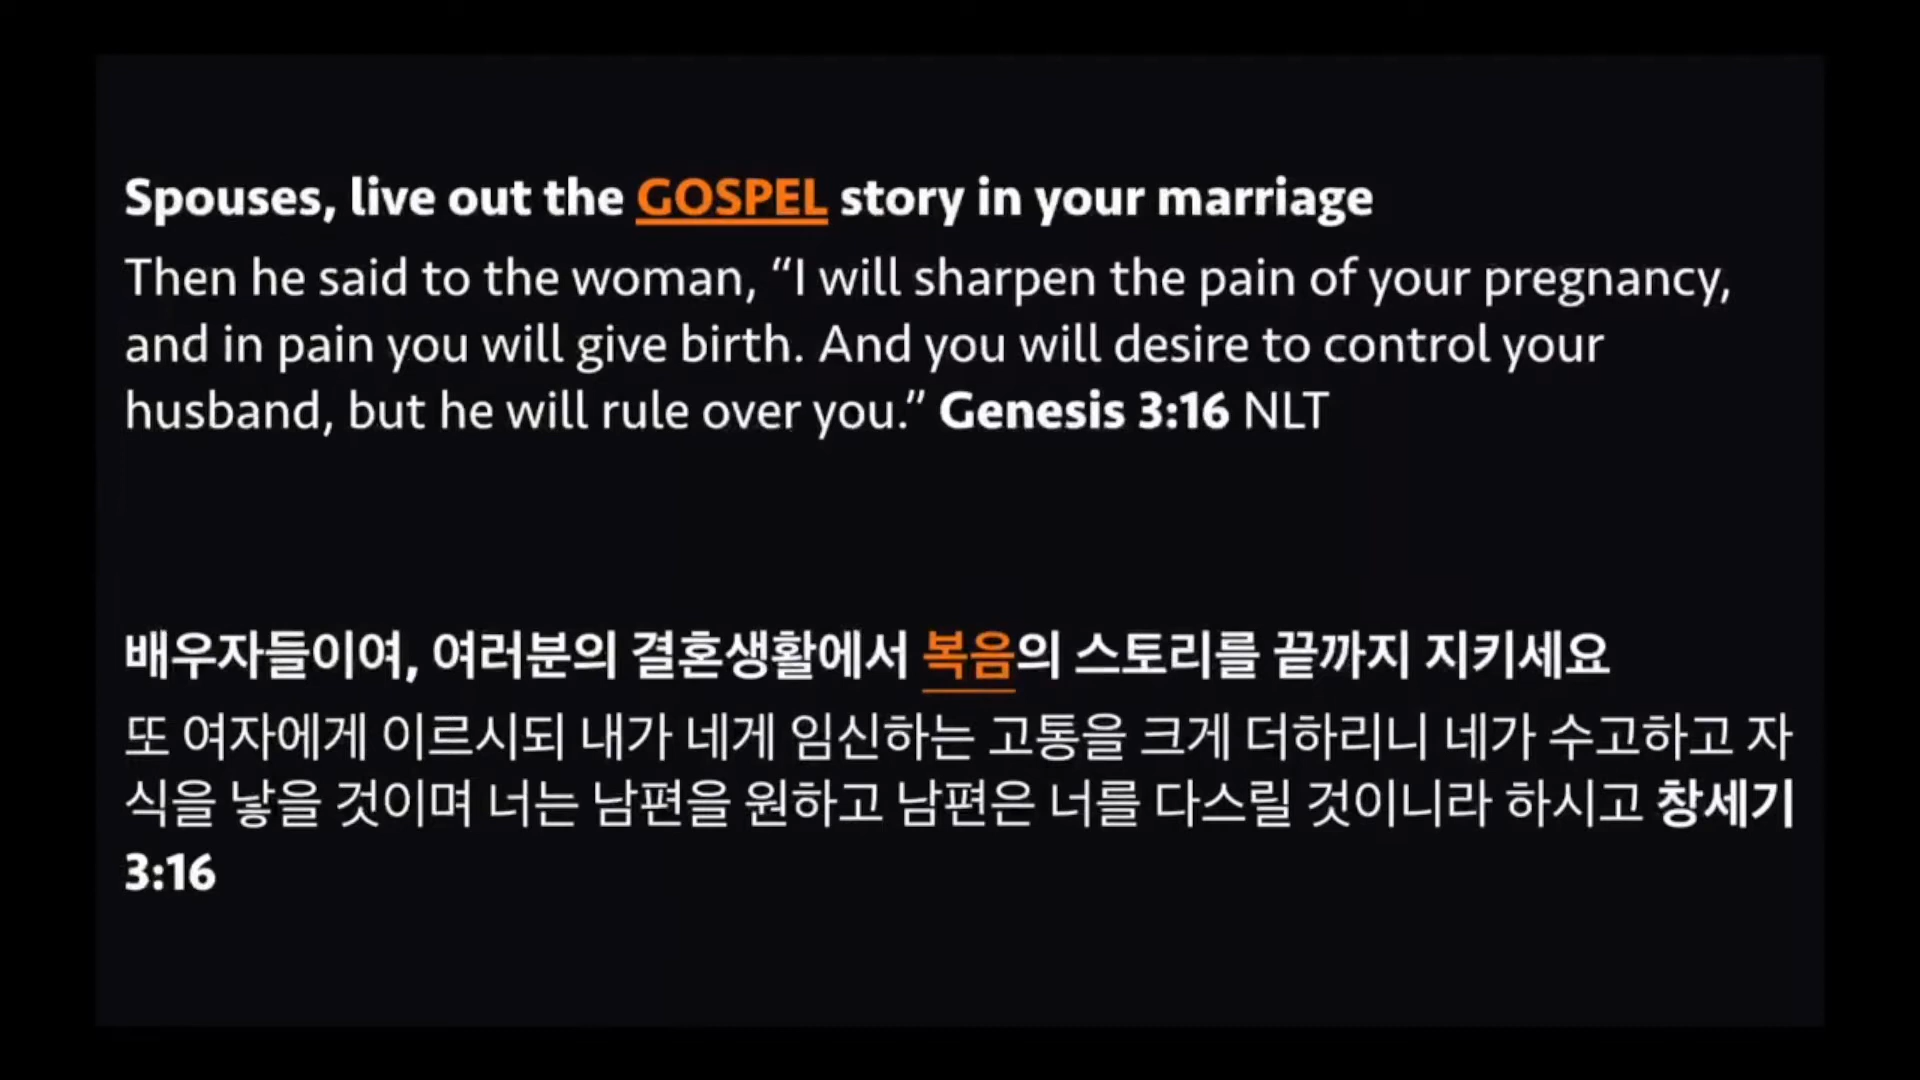 Spouses, live out the GOSPEL story in your marriage
Then he said to the woman, “I will sharpen the pain of your pregnancy,
and in pain you will give birth. And you will desire to control your
husband, but he will rule over you.” Genesis 3:16 NLT
배우자들이여, 여러분의 결혼생활에서 복음의 스토리를 끝까지 지키세요
또 여자에게 이르시되 내가 네게 임신하는 고통을 크게 더하리니 네가 수고하고 자
식을 낳을 것이며 너는 남편을 원하고 남편은 너를 다스릴 것이니라 하시고 창세기
3:16